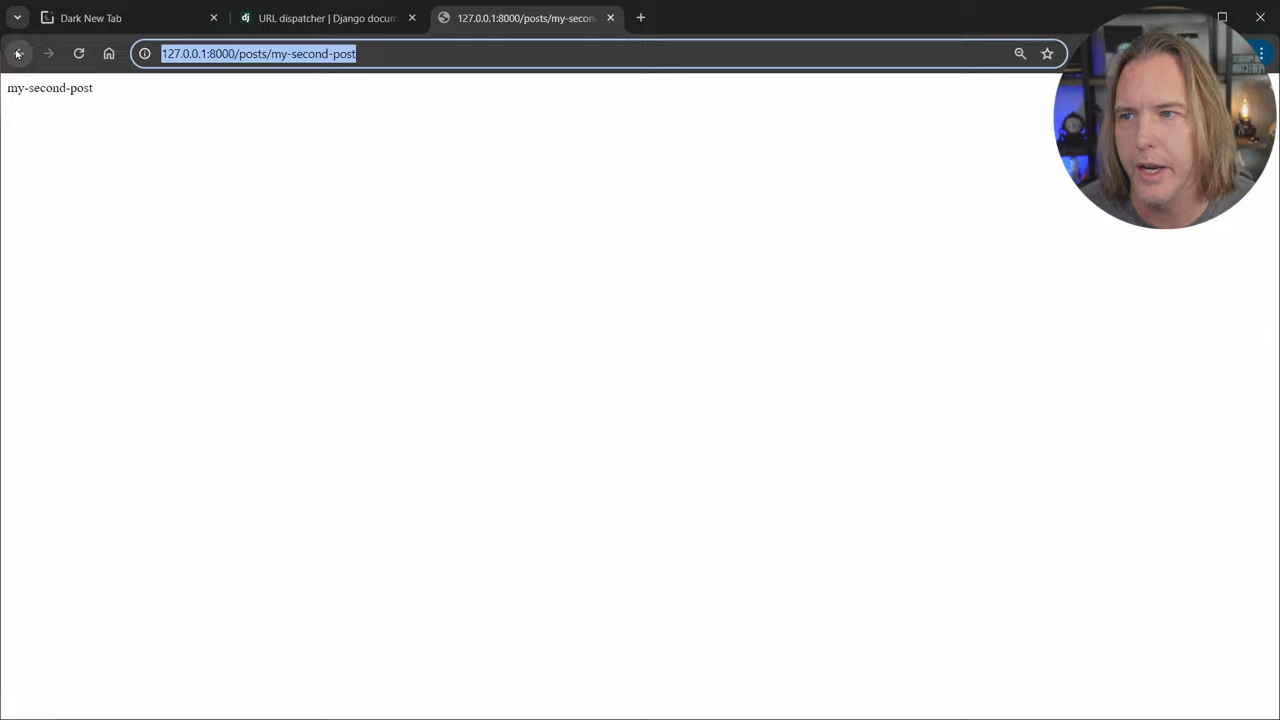 Dark New Tab
URL dispatcher | Django docum
127.0.0.1:8000/posts/my-secon
127.0.0.1:8000/posts/my-second-post
my-second-post